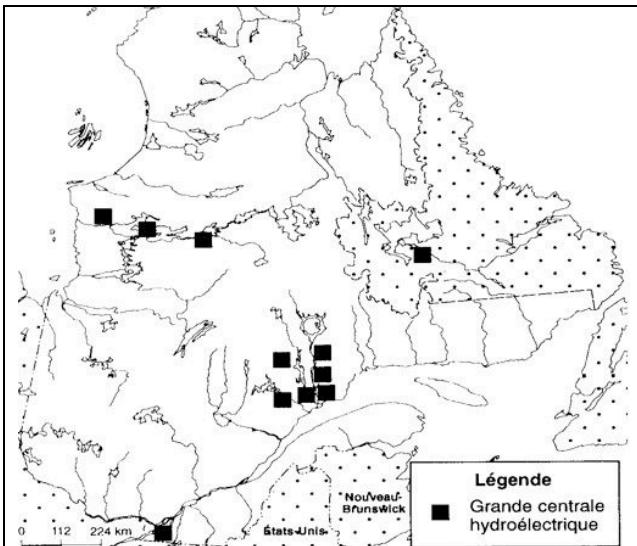 Nouveau-
Brunswick
États-Unis
0 112 224 km
Légende
Grande centrale
hydroélectrique